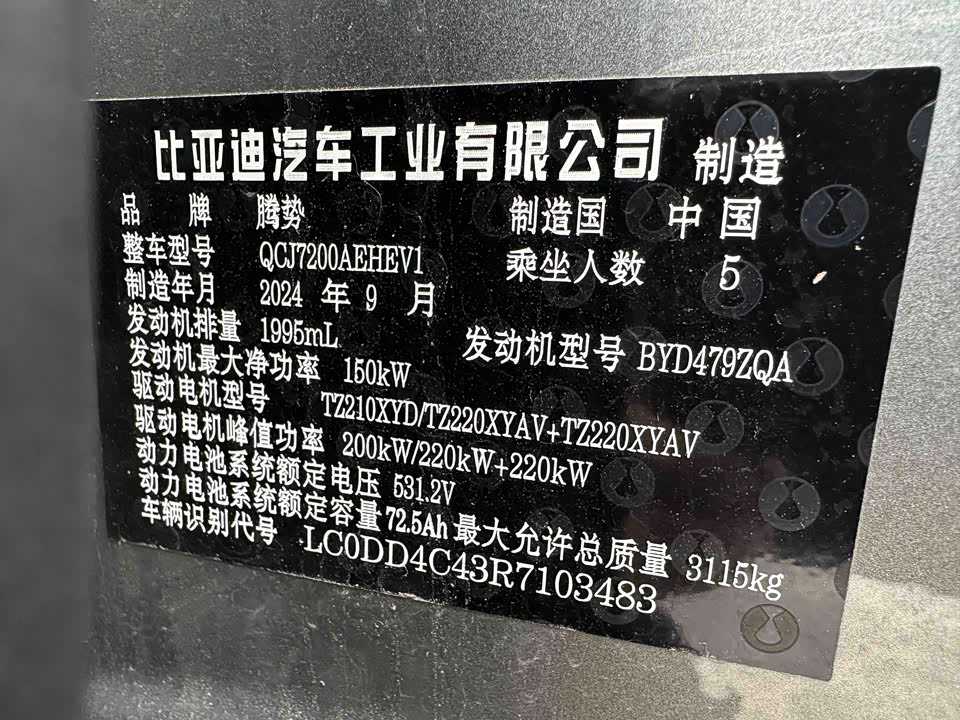 比亚迪汽车工业有限公司 制造
品 牌 腾势 制造国 中国
整车型号 QCJ7200AEHEV1 乘坐人数 5
制造年月 2024 年 9 月
发动机排量 1995mL 发动机型号 BYD479ZQA
发动机最大净功率 150kW
驱动电机型号 TZ210XYD/TZ220XYAV+TZ220XYAV
驱动电机峰值功率 200kW/220kW+220kW
动力电池系统额定电压 531.2V
动力电池系统额定容量 72.5Ah 最大允许总质量 3115kg
车辆识别代号 LC0DD4C43R7103483